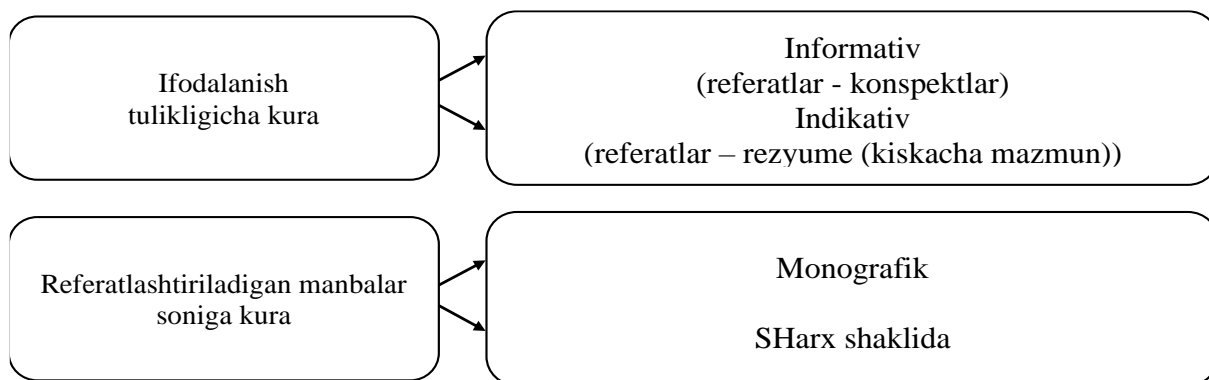 Ifodalanish
tulikligicha kura
Informativ
(referatlar - konspektlar)
Indikativ
(referatlar – rezyume (kiskacha mazmun))
Referatlashtiriladigan manbalar
soniga kura
Monografik
SHarx shaklida